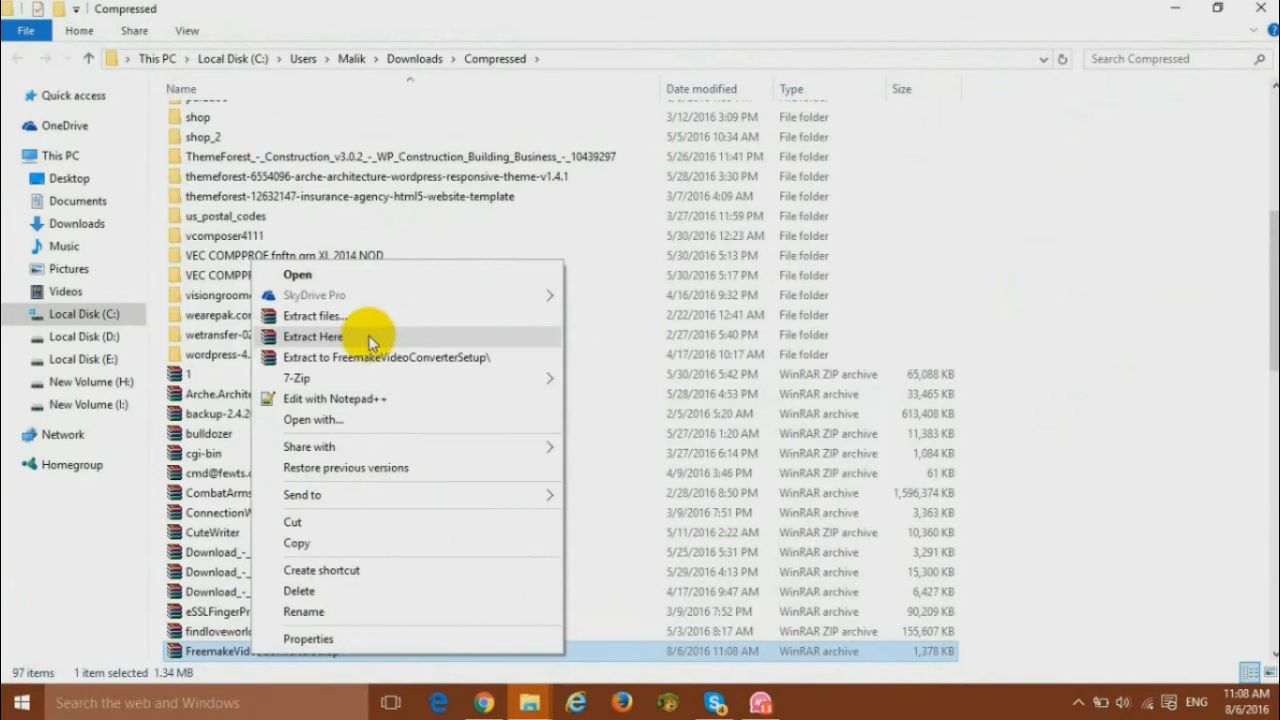 Compressed
File Home Share View
This PC Local Disk (C:) Users Malik Downloads Compressed
Search Compressed
Name Date modified Type Size
Quick access
OneDrive
This PC
Desktop
Documents
Downloads
Music
Pictures
Videos
Local Disk (C:)
Local Disk (D:)
Local Disk (E:)
New Volume (H:)
New Volume (I:)
Network
Homegroup
shop 3/12/2016 3:09 PM File folder
shop_2 5/5/2016 10:34 AM File folder
ThemeForest_-_Construction_v3.0.2_-_WP_Construction_Building_Business_-_10439297 5/26/2016 11:41 PM File folder
themeforest-6554096-arche-architecture-wordpress-responsive-theme-v1.4.1 5/28/2016 3:30 PM File folder
themeforest-12632147-insurance-agency-html5-website-template 3/7/2016 4:09 AM File folder
us_postal_codes 3/27/2016 11:59 PM File folder
vcomposer4111 5/30/2016 12:23 AM File folder
VEC COMPPROF XL 2014 NOD 5/30/2016 5:13 PM File folder
VEC COMPPR 5/30/2016 5:17 PM File folder
visiongroom 4/16/2016 9:32 PM File folder
wearepak.co 2/22/2016 12:41 AM File folder
wetransfer-0 2/27/2016 5:40 PM File folder
wordpress-4. 4/17/2016 10:17 AM File folder
1 5/30/2016 5:42 PM WinRAR ZIP archive 65,088 KB
Arche.Archite 5/28/2016 4:53 PM WinRAR archive 33,465 KB
backup-2.4.2 2/5/2016 5:20 AM WinRAR archive 613,408 KB
bulldozer 5/27/2016 1:20 AM WinRAR ZIP archive 11,383 KB
cgi-bin 3/27/2016 6:14 PM WinRAR ZIP archive 1,084 KB
cmd@fewts. 4/9/2016 3:46 PM WinRAR archive 61 KB
CombatArms 2/28/2016 8:50 PM WinRAR archive 1,596,374 KB
Connection 3/9/2016 7:51 PM WinRAR archive 3,363 KB
CuteWriter 5/11/2016 2:22 AM WinRAR archive 10,360 KB
Download_-_ 5/25/2016 5:31 PM WinRAR archive 3,291 KB
Download_-_ 5/29/2016 4:13 PM WinRAR archive 15,300 KB
Download_-_ 4/17/2016 9:47 AM WinRAR archive 6,427 KB
eSSLFingerPr 3/9/2016 7:52 PM WinRAR archive 90,209 KB
findloveworl 5/3/2016 8:17 AM WinRAR ZIP archive 155,607 KB
FreemakeVi 8/6/2016 11:08 AM WinRAR archive 1,378 KB
Open
SkyDrive Pro
Extract files...
Extract Here
Extract to FreemakeVideoConverterSetup\
7-Zip
Edit with Notepad++
Open with...
Share with
Restore previous versions
Send to
Cut
Copy
Create shortcut
Delete
Rename
Properties
97 items 1 item selected 1.34 MB
Search the web and Windows
ENG
11:08 AM
8/6/2016